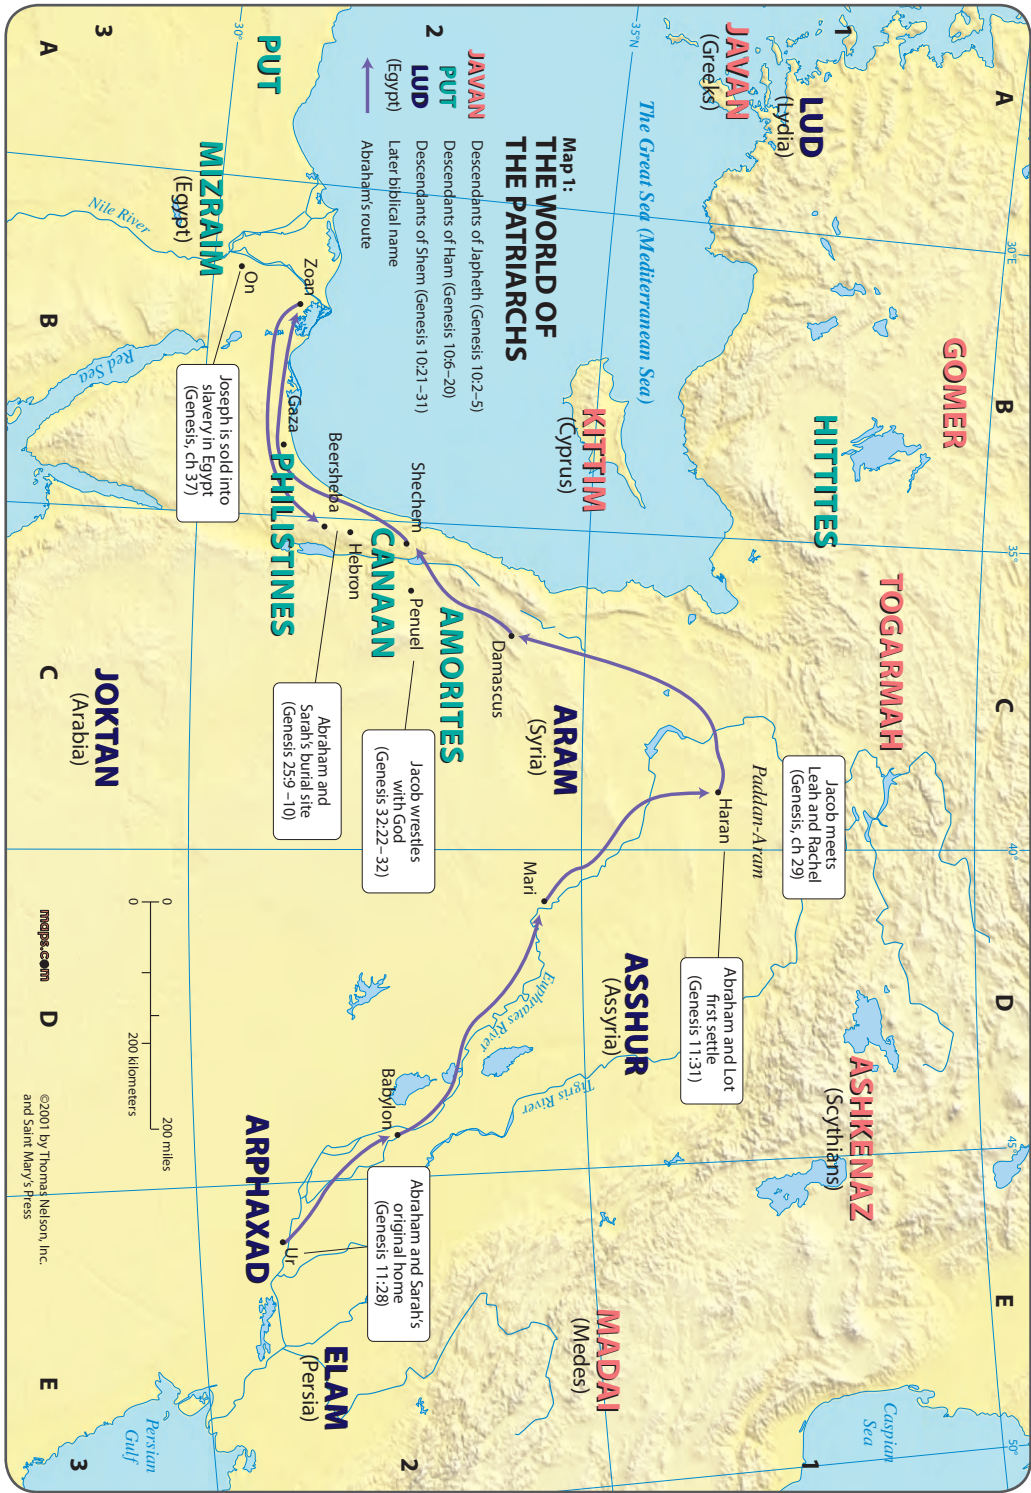 Map 1:
THE WORLD OF
THE PATRIARCHS
JAVAN Descendants of Japheth (Genesis 10:2–5)
PUT Descendants of Ham (Genesis 10:6–20)
LUD Descendants of Shem (Genesis 10:21–31)
(Egypt) Later biblical name
Abraham's route
A
B
C
D
E
1
1
2
2
3
3
A
B
C
D
E
30°E
35°
40°
45°
50°
35°N
30°
LUD
(Lydia)
JAVAN
(Greeks)
GOMER
HITTITES
TOGARMAH
ASHKENAZ
(Scythians)
Caspian
Sea
The Great Sea (Mediterranean Sea)
KITTIM
(Cyprus)
Jacob meets
Leah and Rachel
(Genesis, ch 29)
Paddan-Aram
Haran
Abraham and Lot
first settle
(Genesis 11:31)
ASSHUR
(Assyria)
MADAI
(Medes)
ARAM
(Syria)
Mari
Euphrates River
Tigris River
Damascus
AMORITES
Shechem
Penuel
Jacob wrestles
with God
(Genesis 32:22–32)
CANAAN
Beersheba
Hebron
Babylon
Abraham and Sarah's
original home
(Genesis 11:28)
Ur
ELAM
(Persia)
ARPHAXAD
Gaza
PHILISTINES
Abraham and
Sarah's burial site
(Genesis 25:9–10)
Zoan
On
PUT
MIZRAIM
(Egypt)
Nile River
Joseph is sold into
slavery in Egypt
(Genesis, ch 37)
Red Sea
JOKTAN
(Arabia)
Persian
Gulf
0
200 miles
0
200 kilometers
maps.com
©2001 by Thomas Nelson, Inc.
and Saint Mary's Press